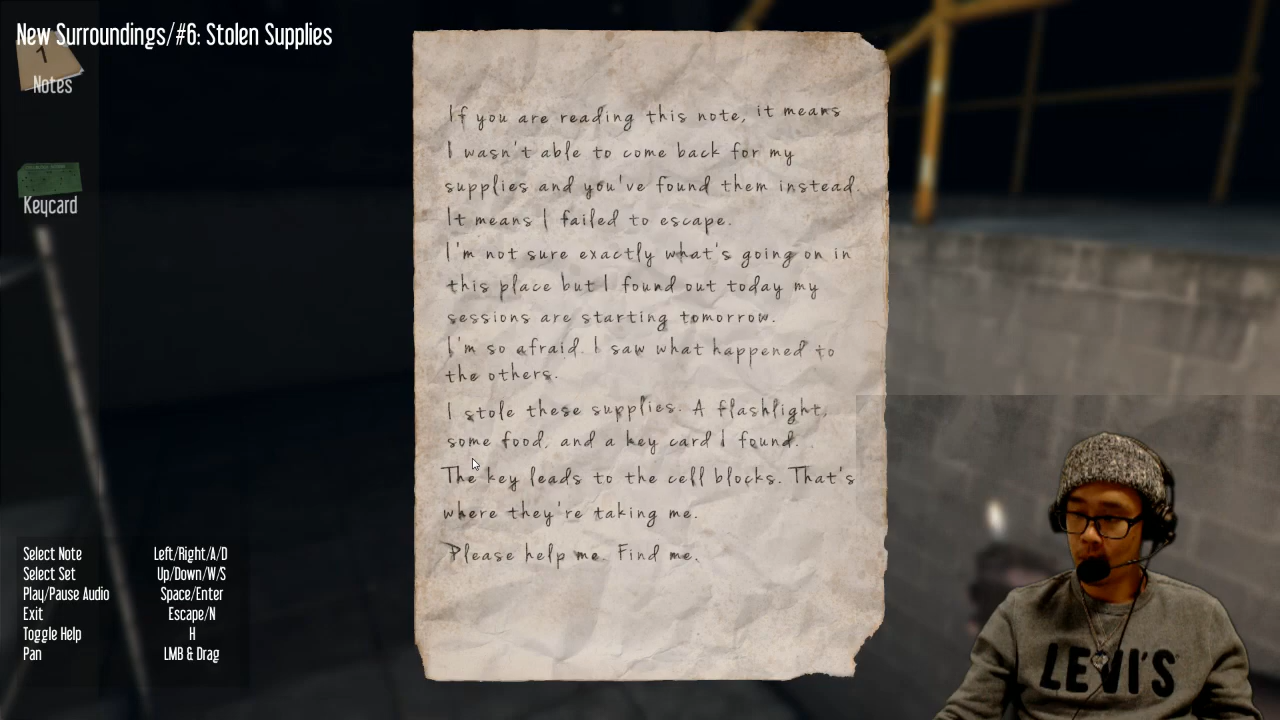 New Surroundings/#6: Stolen Supplies
1
Notes
Keycard
If you are reading this note, it means
I wasn't able to come back for my
supplies and you've found them instead.
It means I failed to escape.
I'm not sure exactly what's going on in
this place but I found out today my
sessions are starting tomorrow.
I'm so afraid. I saw what happened to
the others.
I stole these supplies. A flashlight,
some food, and a key card I found.
The key leads to the cell blocks. That's
where they're taking me.
Please help me. Find me.
Select Note Left/Right/A/D
Select Set Up/Down/W/S
Play/Pause Audio Space/Enter
Exit Escape/N
Toggle Help H
Pan LMB & Drag
LEVI'S